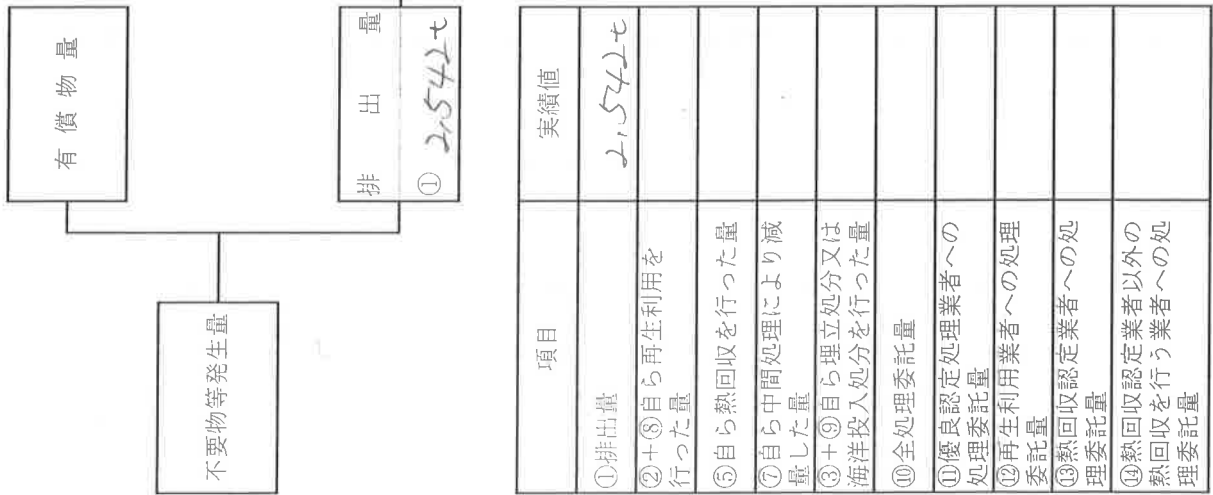 不要物等発生量
有償物量
排出量
① 2,542t
項目 実績値
①排出量 2,542t
②+⑧自ら再生利用を
行った量
⑤自ら熱回収を行った量
⑦自ら中間処理により減
量した量
③+⑨自ら埋立処分又は
海洋投入処分を行った量
⑩全処理委託量
⑪優良認定処理業者への
処理委託量
⑫再生利用業者への処理
委託量
⑬熱回収認定業者への処
理委託量
⑭熱回収認定業者以外の
熱回収を行う業者への処
理委託量